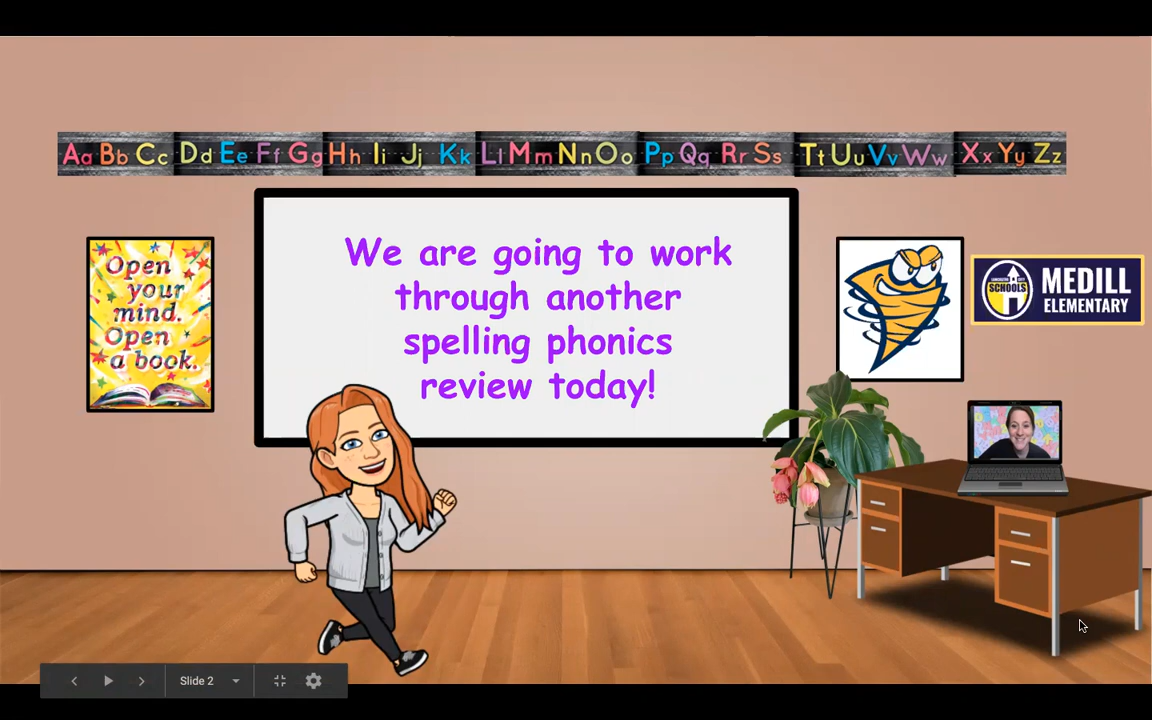 Aa Bb Cc Dd Ee Ff Gg Hh Ii Jj Kk Ll Mm Nn Oo Pp Qq Rr Ss Tt Uu Vv Ww Xx Yy Zz
We are going to work
through another
spelling phonics
review today!
Open
your
mind.
Open
a book.
SCHOOLS
MEDILL
ELEMENTARY
Slide 2